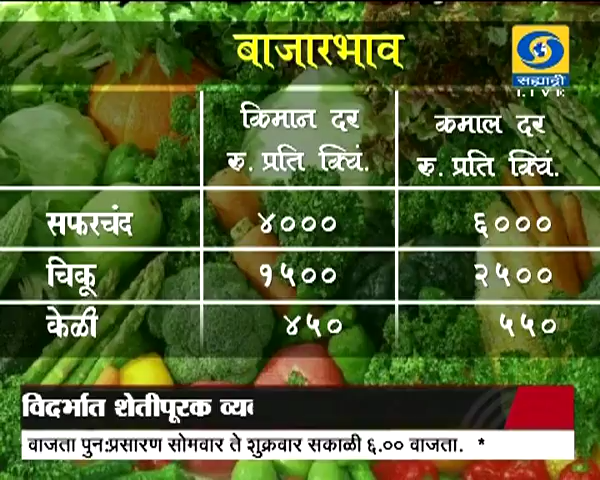 बाजारभाव
सह्याद्री
LIVE
किमान दर
रु. प्रति क्विं.
कमाल दर
रु. प्रति क्विं.
सफरचंद ४००० ६०००
चिकू १५०० २५००
केळी ४५० ५५०
विदर्भात शेतीपूरक व्यव
वाजता पुन:प्रसारण सोमवार ते शुक्रवार सकाळी ६.०० वाजता. *